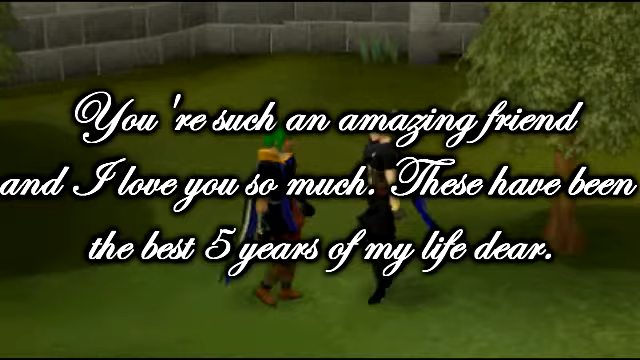 You 're such an amazing friend
and I love you so much. These have been
the best 5 years of my life dear.